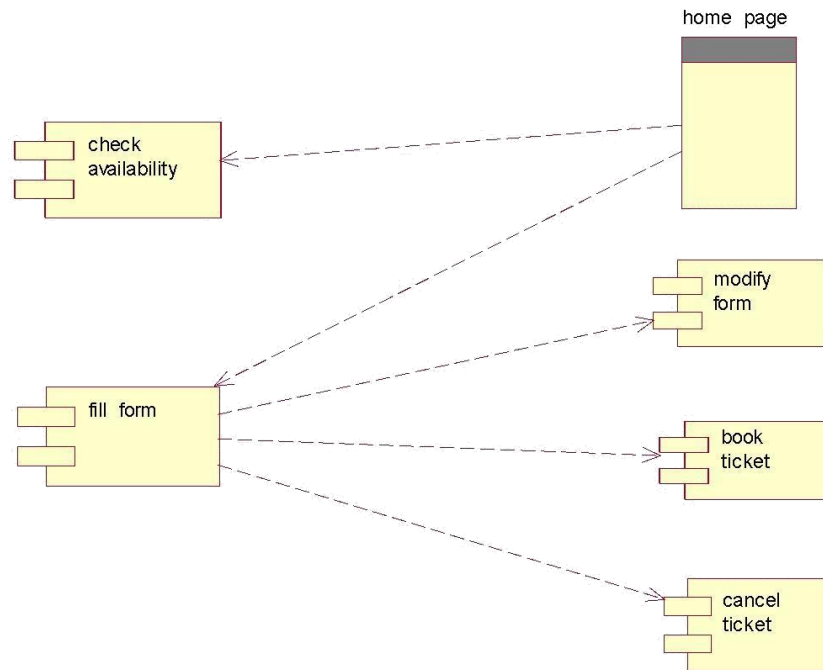 home page
check
availability
modify
form
fill form
book
ticket
cancel
ticket